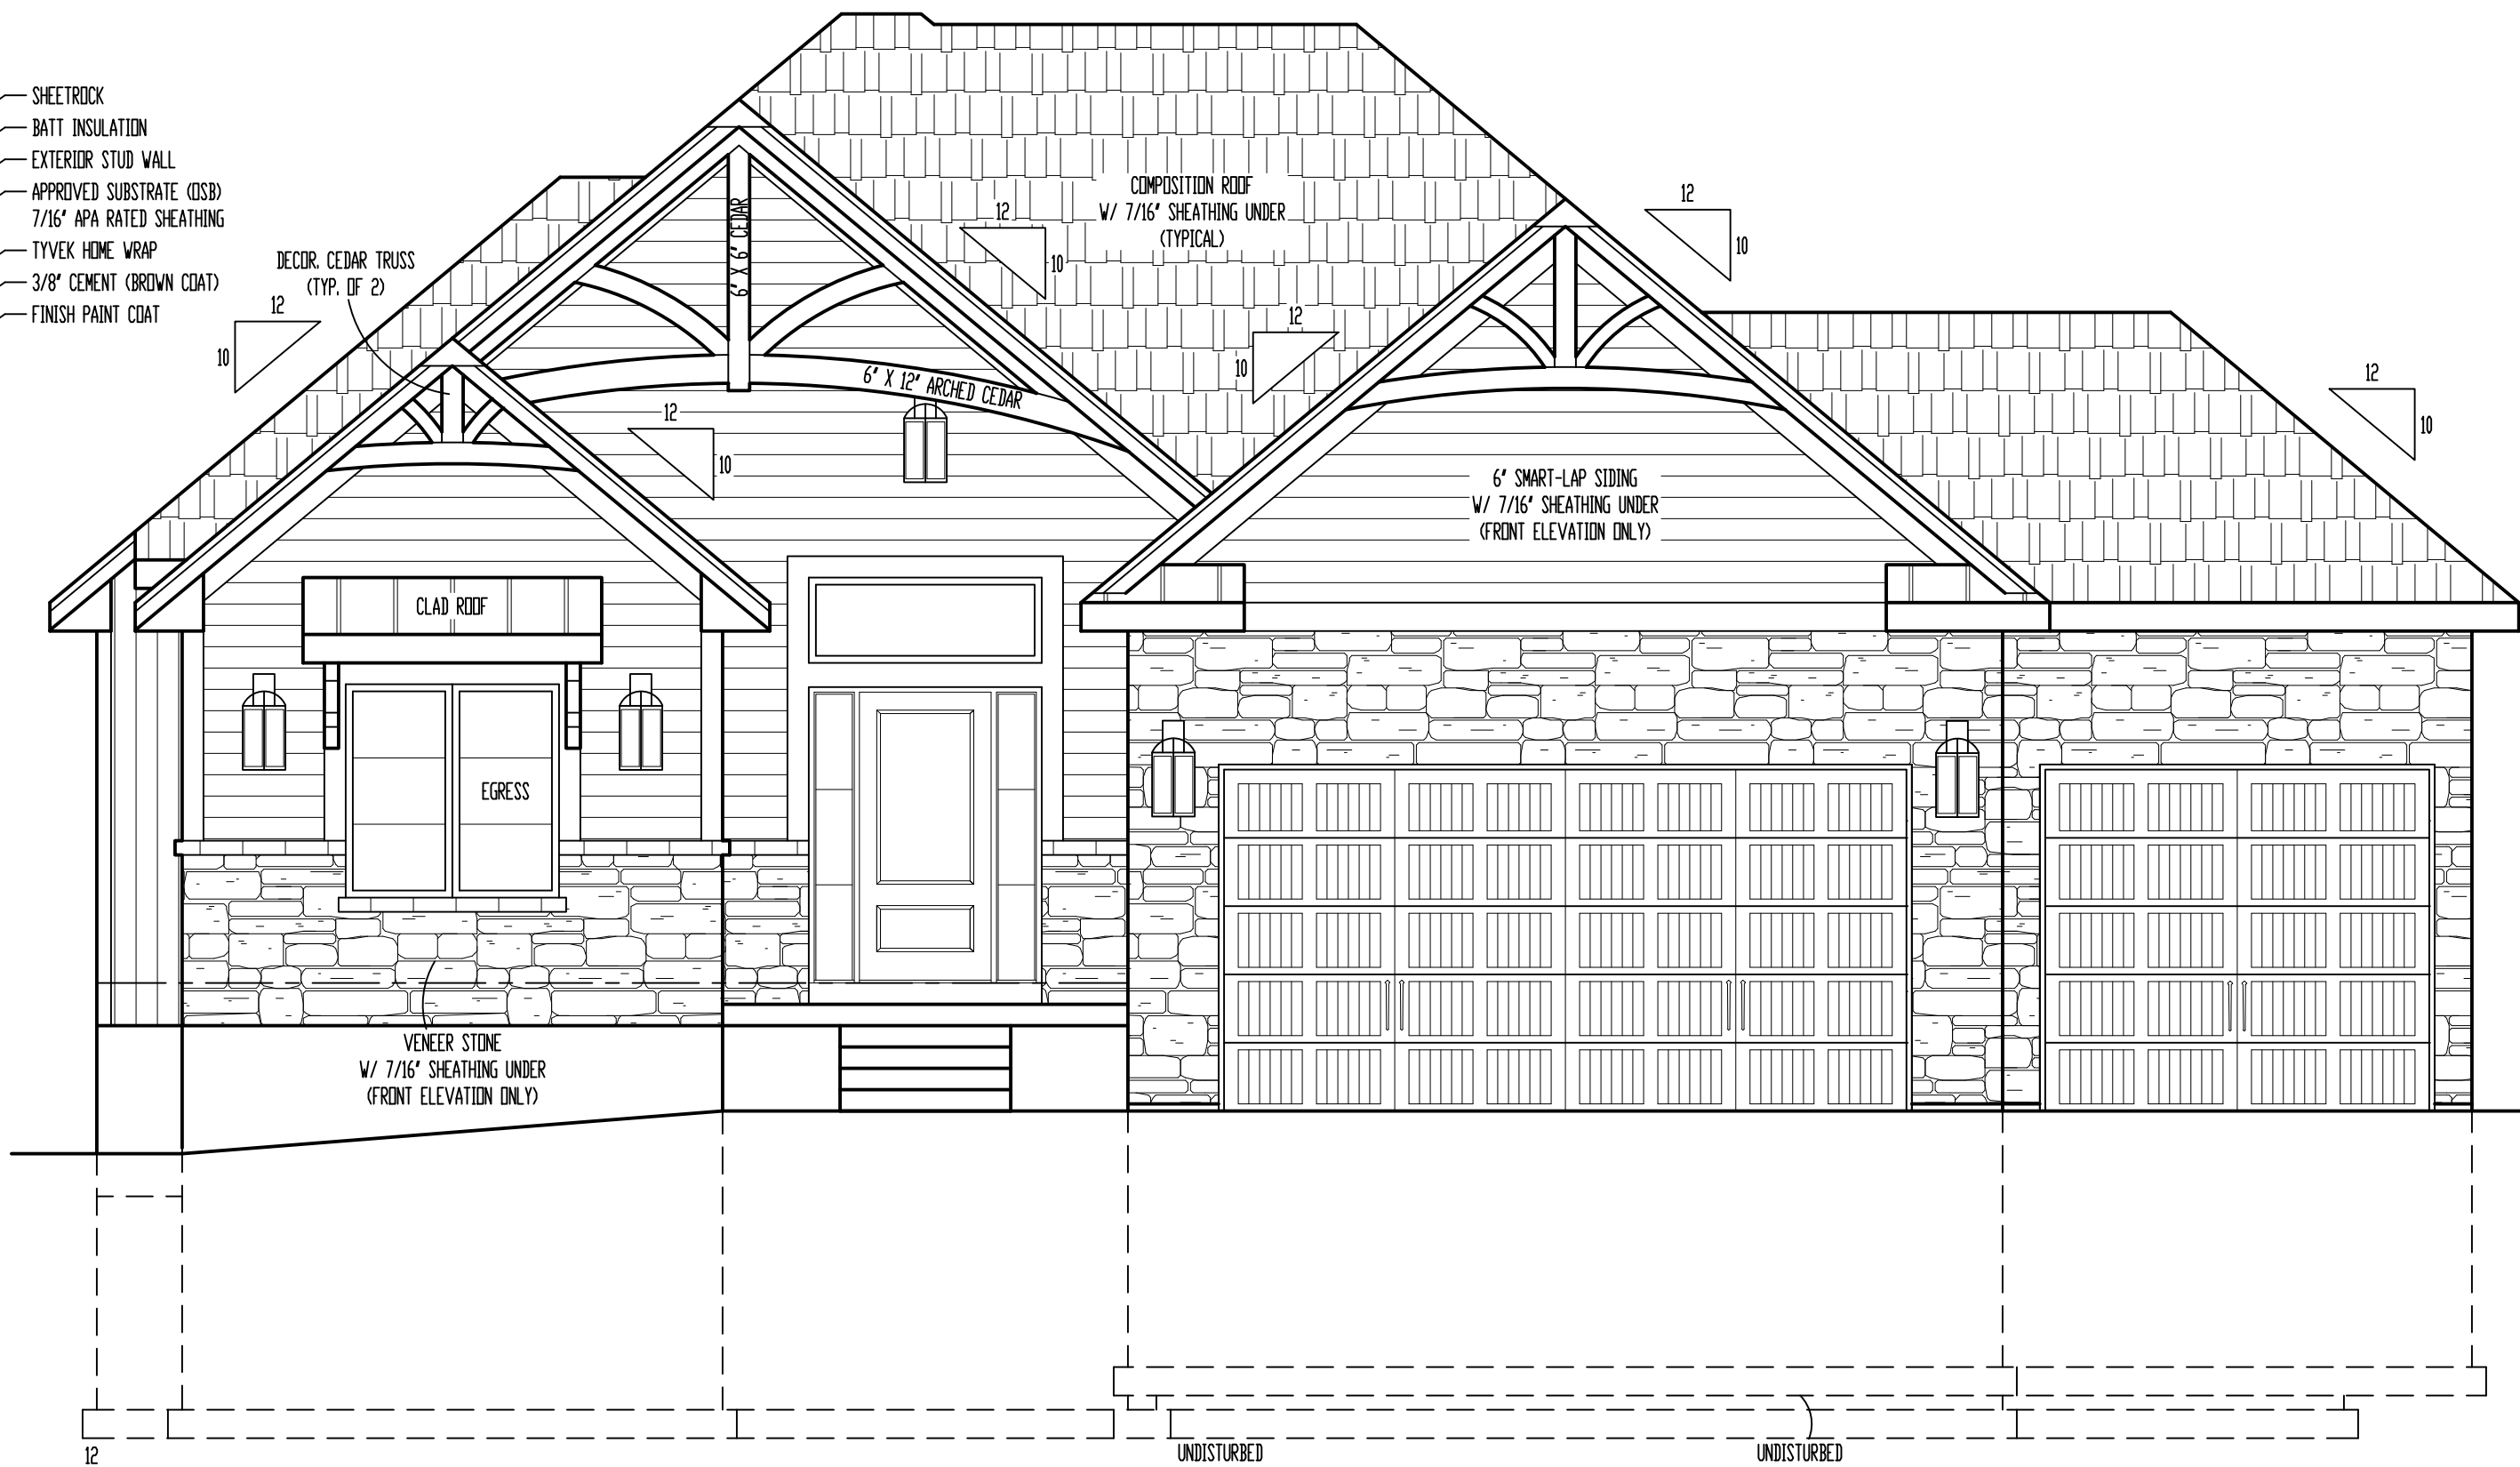 SHEETROCK
BATT INSULATION
EXTERIOR STUD WALL
APPROVED SUBSTRATE (OSB)
7/16" APA RATED SHEATHING
TYVEK HOME WRAP
3/8" CEMENT (BROWN COAT)
FINISH PAINT COAT
DECOR. CEDAR TRUSS
(TYP. OF 2)
12
10
6" X 6" CEDAR
COMPOSITION ROOF
W/ 7/16" SHEATHING UNDER
(TYPICAL)
12
10
12
10
12
10
12
10
12
10
6" X 12" ARCHED CEDAR
6" SMART-LAP SIDING
W/ 7/16" SHEATHING UNDER
(FRONT ELEVATION ONLY)
CLAD ROOF
EGRESS
VENEER STONE
W/ 7/16" SHEATHING UNDER
(FRONT ELEVATION ONLY)
12
UNDISTURBED
UNDISTURBED